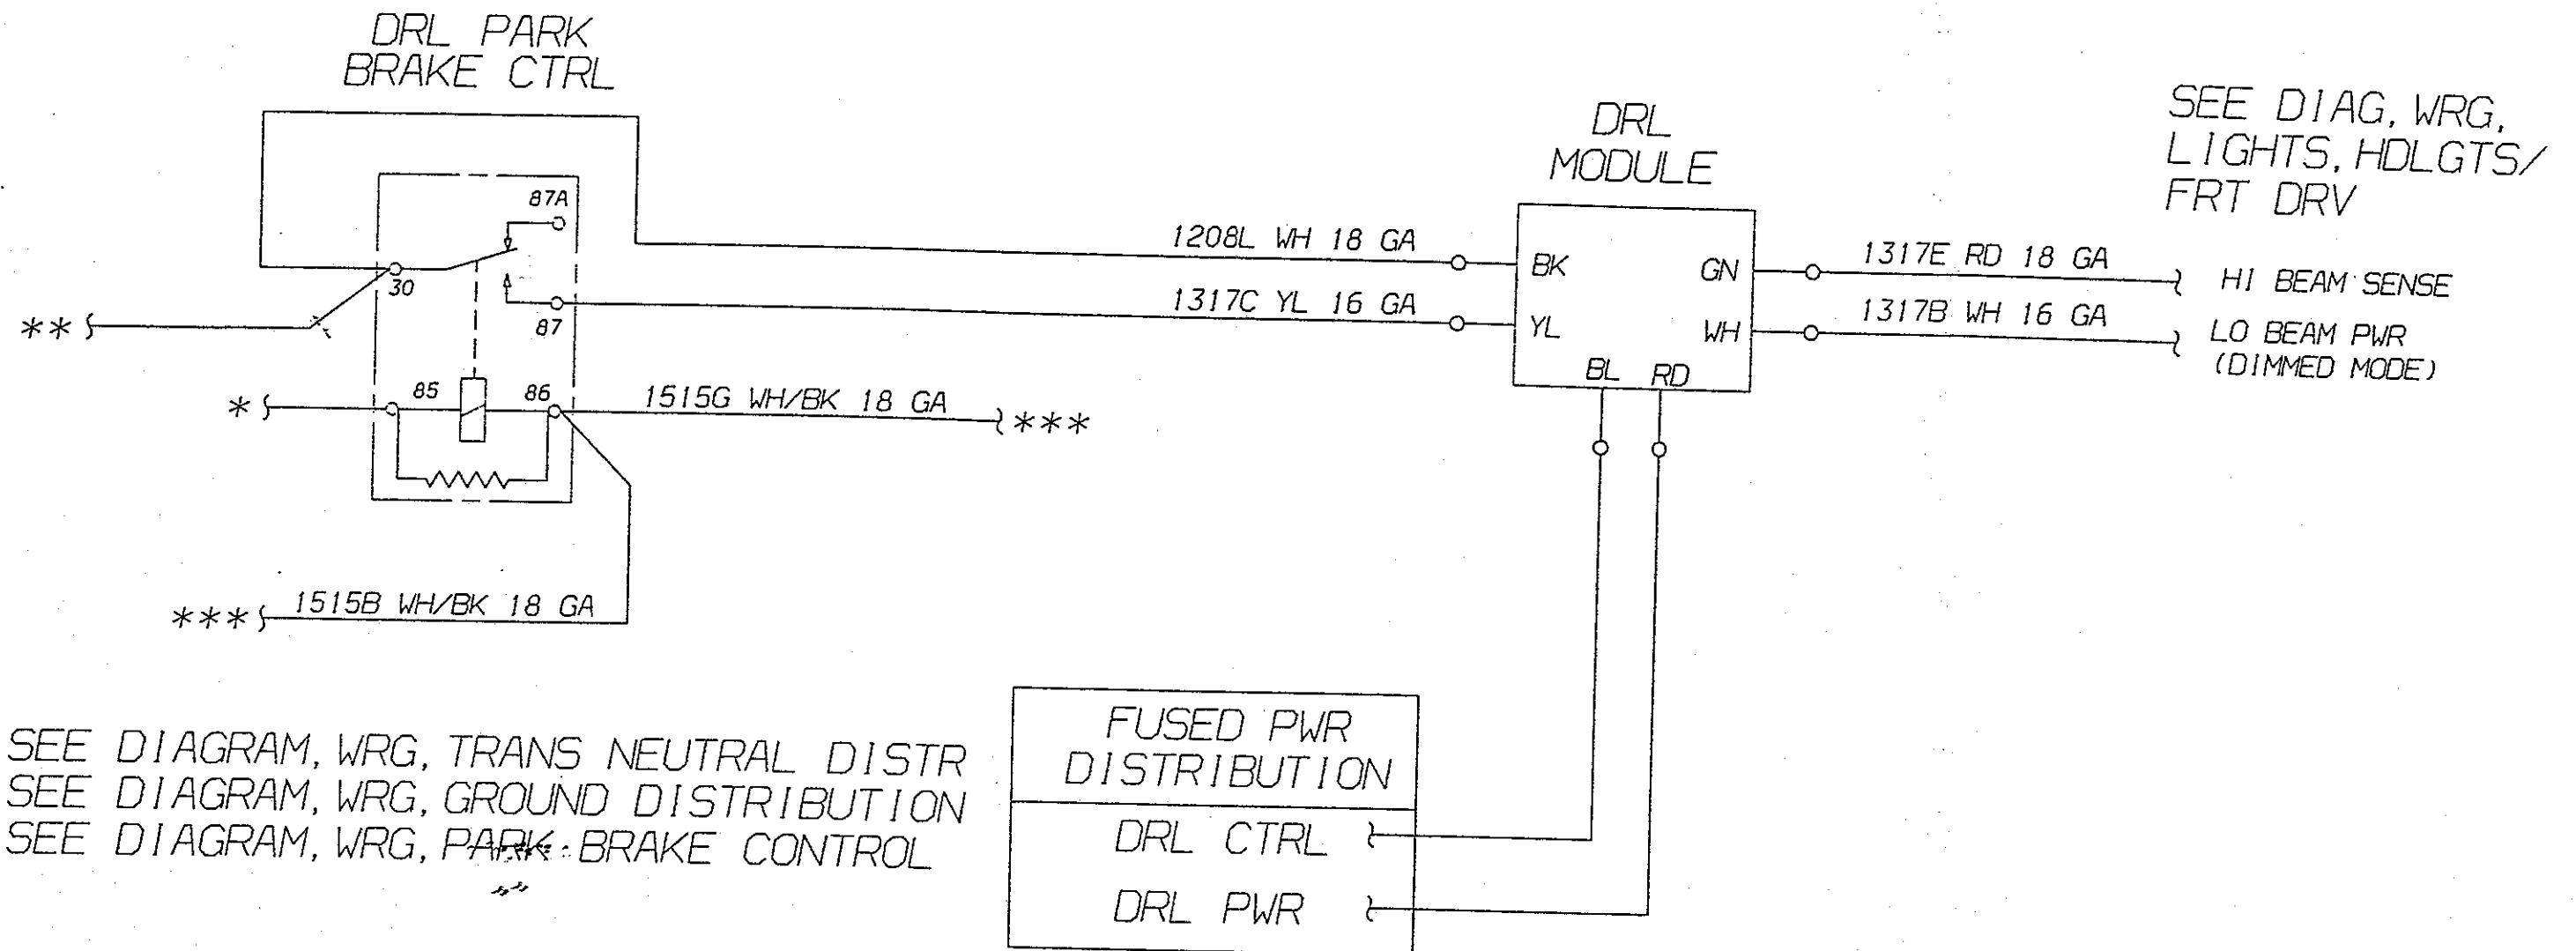 DRL PARK
BRAKE CTRL
87A
30
87
**
*
85
86
1515G WH/BK 18 GA
***
***
1515B WH/BK 18 GA
1208L WH 18 GA
1317C YL 16 GA
DRL
MODULE
BK
YL
GN
WH
BL
RD
SEE DIAG, WRG,
LIGHTS, HDLGTS/
FRT DRV
1317E RD 18 GA
HI BEAM SENSE
1317B WH 16 GA
LO BEAM PWR
(DIMMED MODE)
SEE DIAGRAM, WRG, TRANS NEUTRAL DISTR
SEE DIAGRAM, WRG, GROUND DISTRIBUTION
SEE DIAGRAM, WRG, PARK BRAKE CONTROL
FUSED PWR
DISTRIBUTION
DRL CTRL
DRL PWR